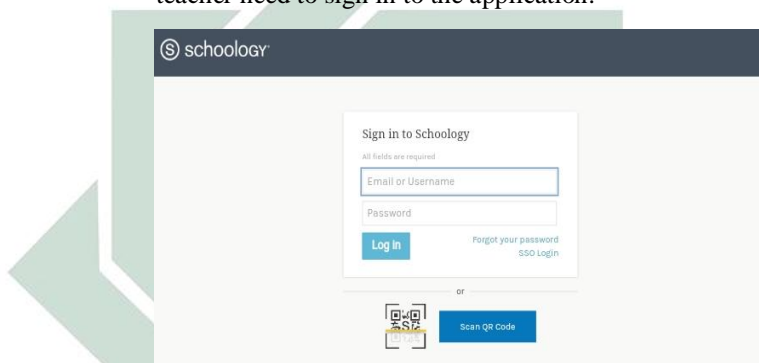 teacher need to sign in to the application.
schoology
Sign in to Schoology
All fields are required
Email or Username
Password
Log in
Forgot your password
SSO Login
or
Scan QR Code